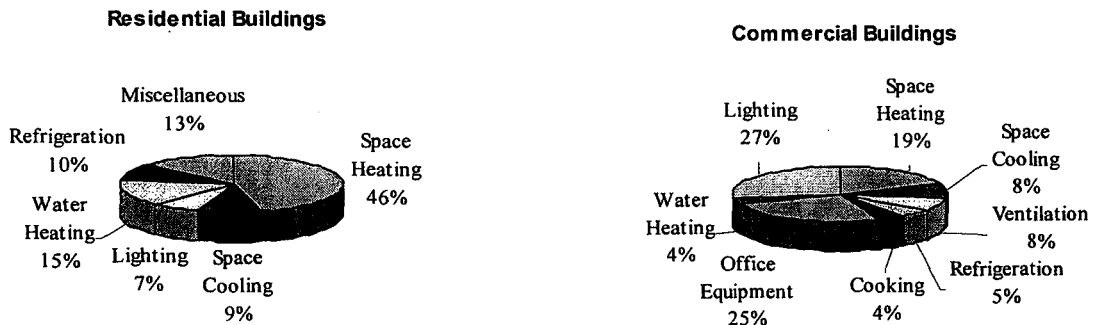 Residential Buildings
Miscellaneous
13%
Refrigeration
10%
Space
Heating
46%
Water
Heating
15%
Lighting
7%
Space
Cooling
9%
Commercial Buildings
Lighting
27%
Space
Heating
19%
Space
Cooling
8%
Ventilation
8%
Refrigeration
5%
Cooking
4%
Office
Equipment
25%
Water
Heating
4%